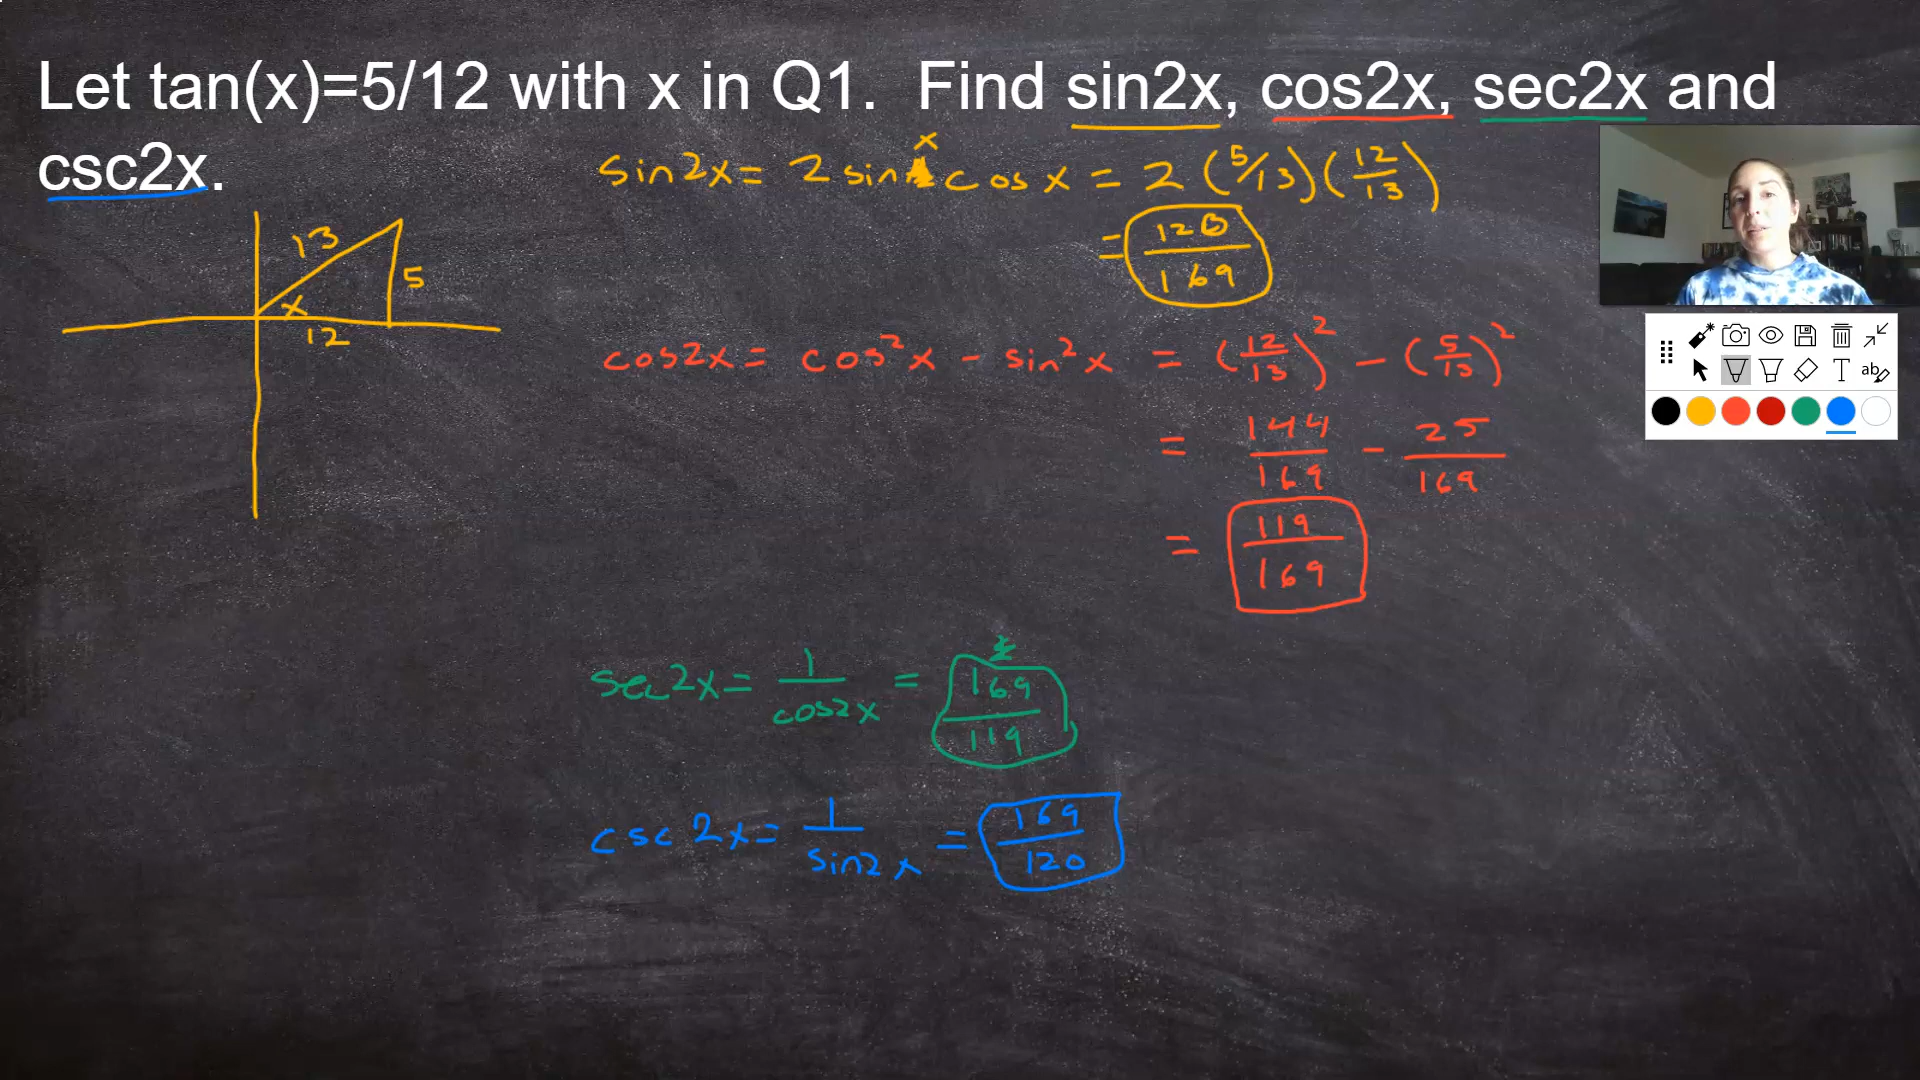 Let tan(x)=5/12 with x in Q1.  Find sin2x, cos2x, sec2x and
csc2x.
sin2x = 2 sin x cos x = 2 (5/13)(12/13)
= 120/169
13
5
x
12
cos2x = cos²x - sin²x = (12/13)² - (5/13)²
= 144/169 - 25/169
= 119/169
sec2x = 1/cos2x = 169/119
csc 2x = 1/sin2x = 169/120
T ab